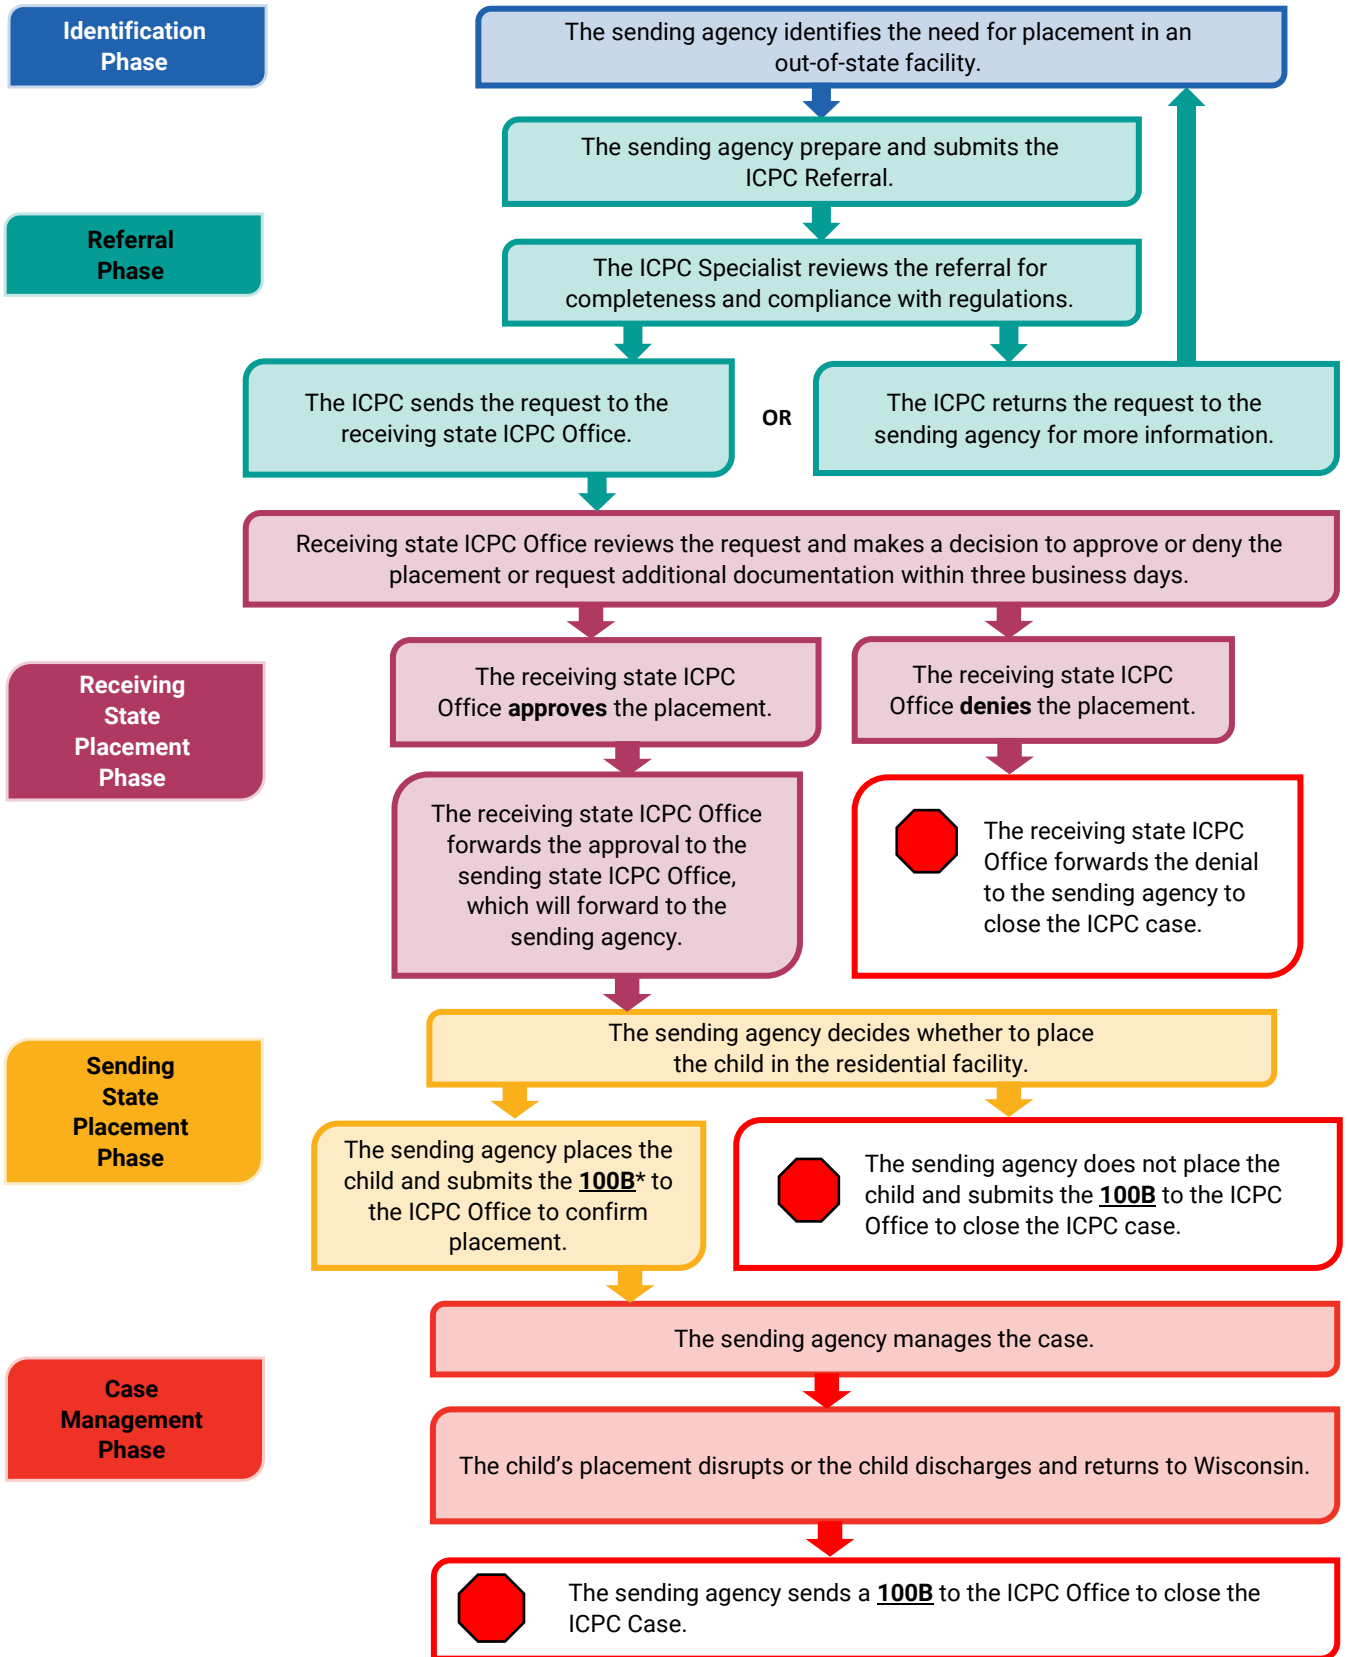 Identification
Phase
The sending agency identifies the need for placement in an
out-of-state facility.
The sending agency prepare and submits the
ICPC Referral.
Referral
Phase
The ICPC Specialist reviews the referral for
completeness and compliance with regulations.
The ICPC sends the request to the
receiving state ICPC Office.
OR
The ICPC returns the request to the
sending agency for more information.
Receiving state ICPC Office reviews the request and makes a decision to approve or deny the
placement or request additional documentation within three business days.
Receiving
State
Placement
Phase
The receiving state ICPC
Office approves the placement.
The receiving state ICPC
Office denies the placement.
The receiving state ICPC Office
forwards the approval to the
sending state ICPC Office,
which will forward to the
sending agency.
The receiving state ICPC
Office forwards the denial
to the sending agency to
close the ICPC case.
Sending
State
Placement
Phase
The sending agency decides whether to place
the child in the residential facility.
The sending agency places the
child and submits the 100B* to
the ICPC Office to confirm
placement.
The sending agency does not place the
child and submits the 100B to the ICPC
Office to close the ICPC case.
Case
Management
Phase
The sending agency manages the case.
The child’s placement disrupts or the child discharges and returns to Wisconsin.
The sending agency sends a 100B to the ICPC Office to close the
ICPC Case.